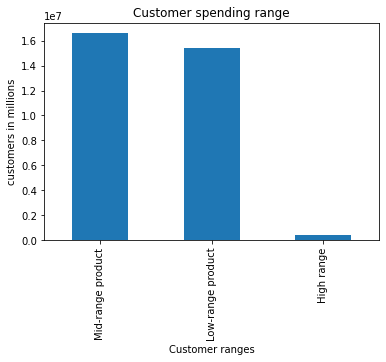 Customer spending range
1e7
customers in millions
1.6
1.4
1.2
1.0
0.8
0.6
0.4
0.2
0.0
Mid-range product
Low-range product
High range
Customer ranges